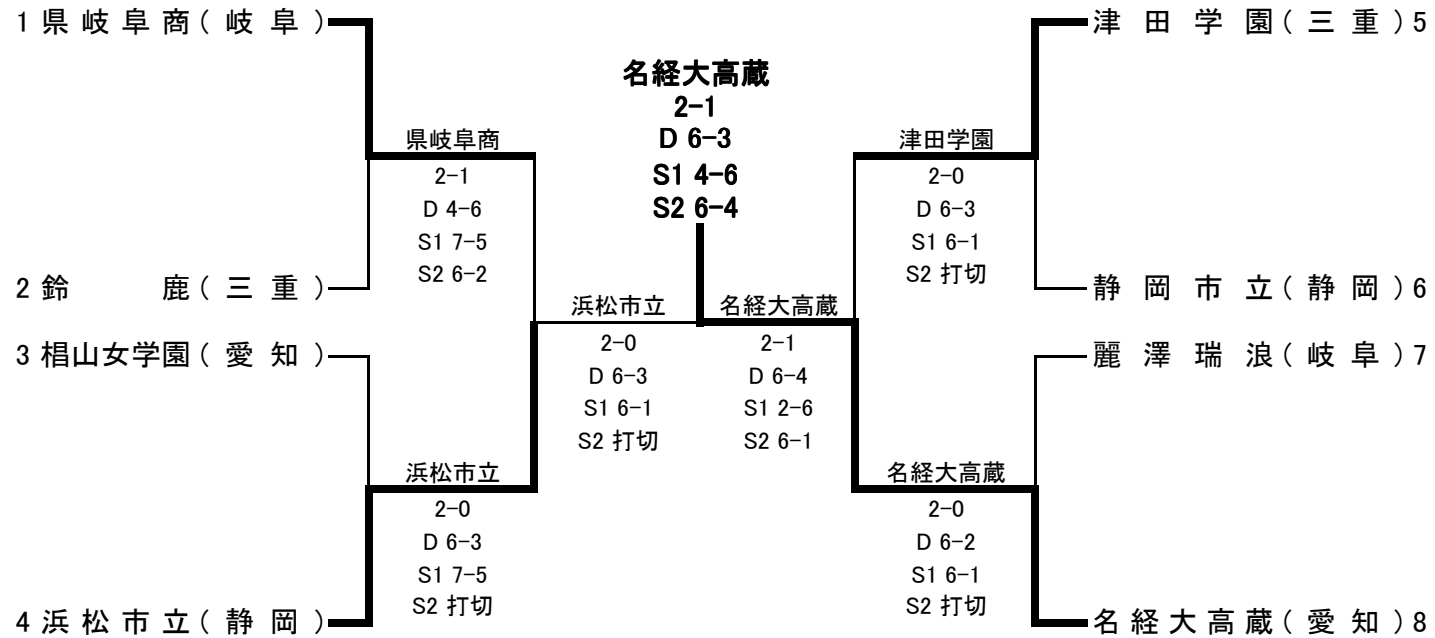 1 県岐阜商(岐阜)
津田学園(三重)5
名経大高蔵
2-1
D 6-3
S1 4-6
S2 6-4
県岐阜商
2-1
D 4-6
S1 7-5
S2 6-2
津田学園
2-0
D 6-3
S1 6-1
S2 打切
2 鈴鹿(三重)
静岡市立(静岡)6
浜松市立
2-0
D 6-3
S1 6-1
S2 打切
名経大高蔵
2-1
D 6-4
S1 2-6
S2 6-1
3 椙山女学園(愛知)
麗澤瑞浪(岐阜)7
浜松市立
2-0
D 6-3
S1 7-5
S2 打切
名経大高蔵
2-0
D 6-2
S1 6-1
S2 打切
4 浜松市立(静岡)
名経大高蔵(愛知)8